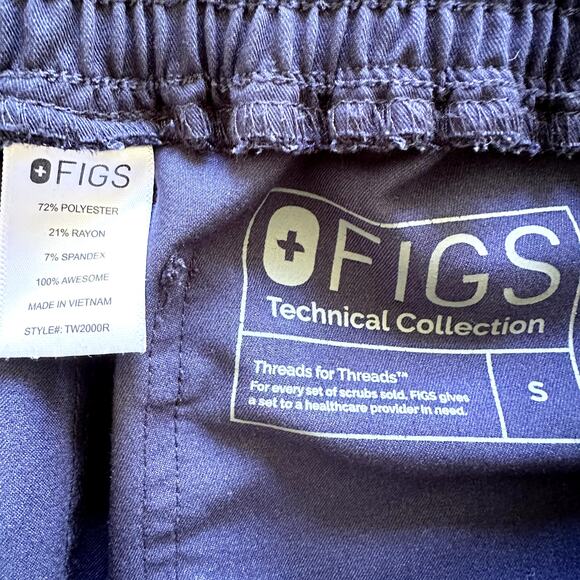 FIGS
72% POLYESTER
21% RAYON
7% SPANDEX
100% AWESOME
MADE IN VIETNAM
STYLE#: TW2000R
FIGS
Technical Collection
Threads for Threads™
For every set of scrubs sold, FIGS gives
a set to a healthcare provider in need.
S